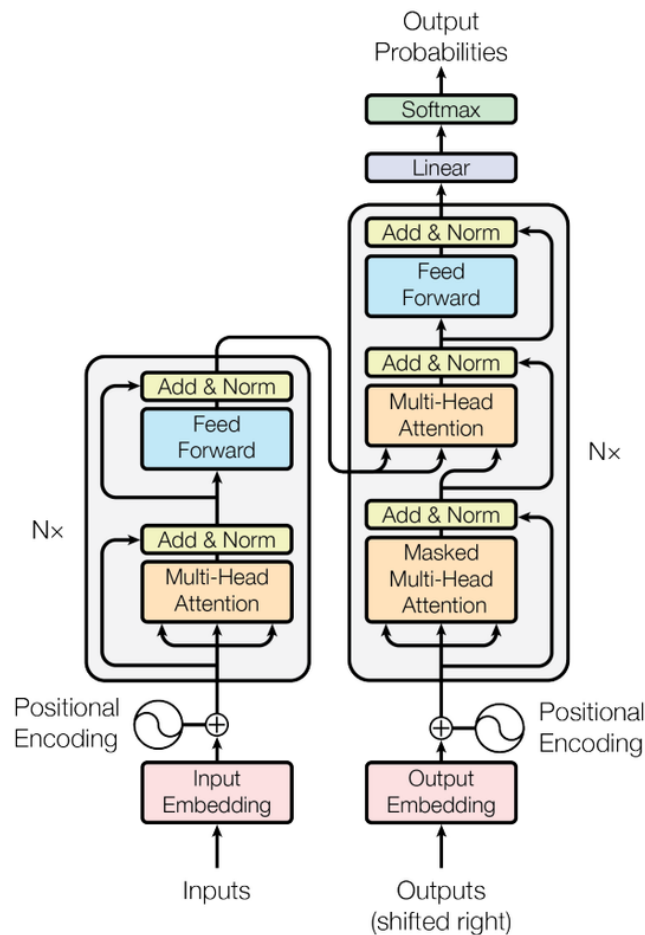 Output
Probabilities
Softmax
Linear
Add & Norm
Feed
Forward
Add & Norm
Multi-Head
Attention
Add & Norm
Masked
Multi-Head
Attention
Nx
Positional
Encoding
Output
Embedding
Outputs
(shifted right)
Add & Norm
Feed
Forward
Add & Norm
Multi-Head
Attention
Nx
Positional
Encoding
Input
Embedding
Inputs